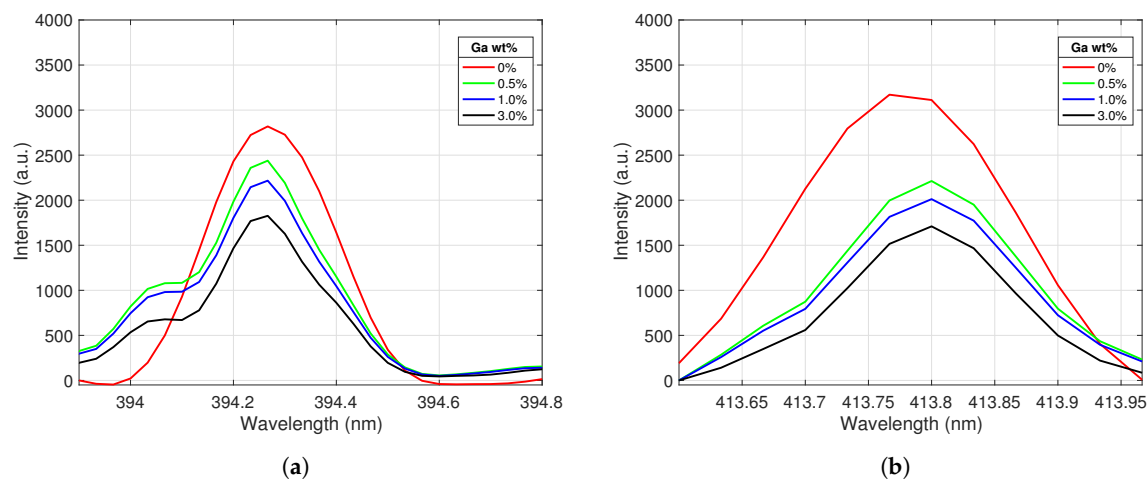 4000
3500
3000
2500
2000
1500
1000
500
0
Intensity (a.u.)
Ga wt%
0%
0.5%
1.0%
3.0%
394 394.2 394.4 394.6 394.8
Wavelength (nm)
(a)
4000
3500
3000
2500
2000
1500
1000
500
0
Intensity (a.u.)
Ga wt%
0%
0.5%
1.0%
3.0%
413.65 413.7 413.75 413.8 413.85 413.9 413.95
Wavelength (nm)
(b)